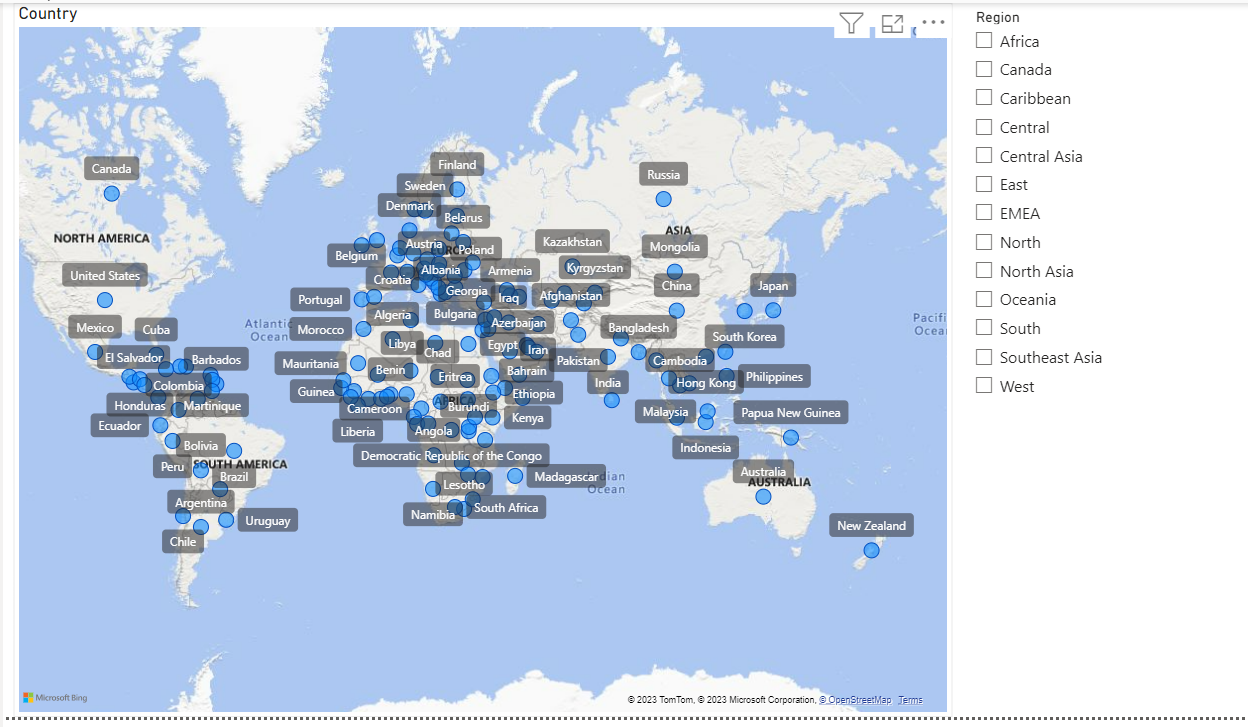 Country
Canada
Finland
Sweden
Russia
Denmark
Belarus
NORTH AMERICA
ASIA
Austria
Poland
Kazakhstan
Mongolia
Belgium
United States
Croatia
Albania
Armenia
Kyrgyzstan
China
Japan
Portugal
Georgia
Iraq
Afghanistan
Mexico
Cuba
Atlantic
Ocean
Morocco
Algeria
Bulgaria
Azerbaijan
Bangladesh
South Korea
Pacifi
Ocean
El Salvador
Barbados
Mauritania
Libya
Chad
Egypt
Iran
Pakistan
Cambodia
Colombia
Guinea
Benin
Eritrea
Bahrain
India
Hong Kong
Philippines
Honduras
Martinique
Cameroon
AFRICA
Burundi
Ethiopia
Kenya
Ecuador
Liberia
Angola
Malaysia
Papua New Guinea
Bolivia
Democratic Republic of the Congo
Indonesia
Peru
SOUTH AMERICA
Brazil
Lesotho
Madagascar
dian
Ocean
Australia
AUSTRALIA
Argentina
Namibia
South Africa
Uruguay
Chile
New Zealand
Microsoft Bing
© 2023 TomTom, © 2023 Microsoft Corporation, © OpenStreetMap Terms
Region
Africa
Canada
Caribbean
Central
Central Asia
East
EMEA
North
North Asia
Oceania
South
Southeast Asia
West